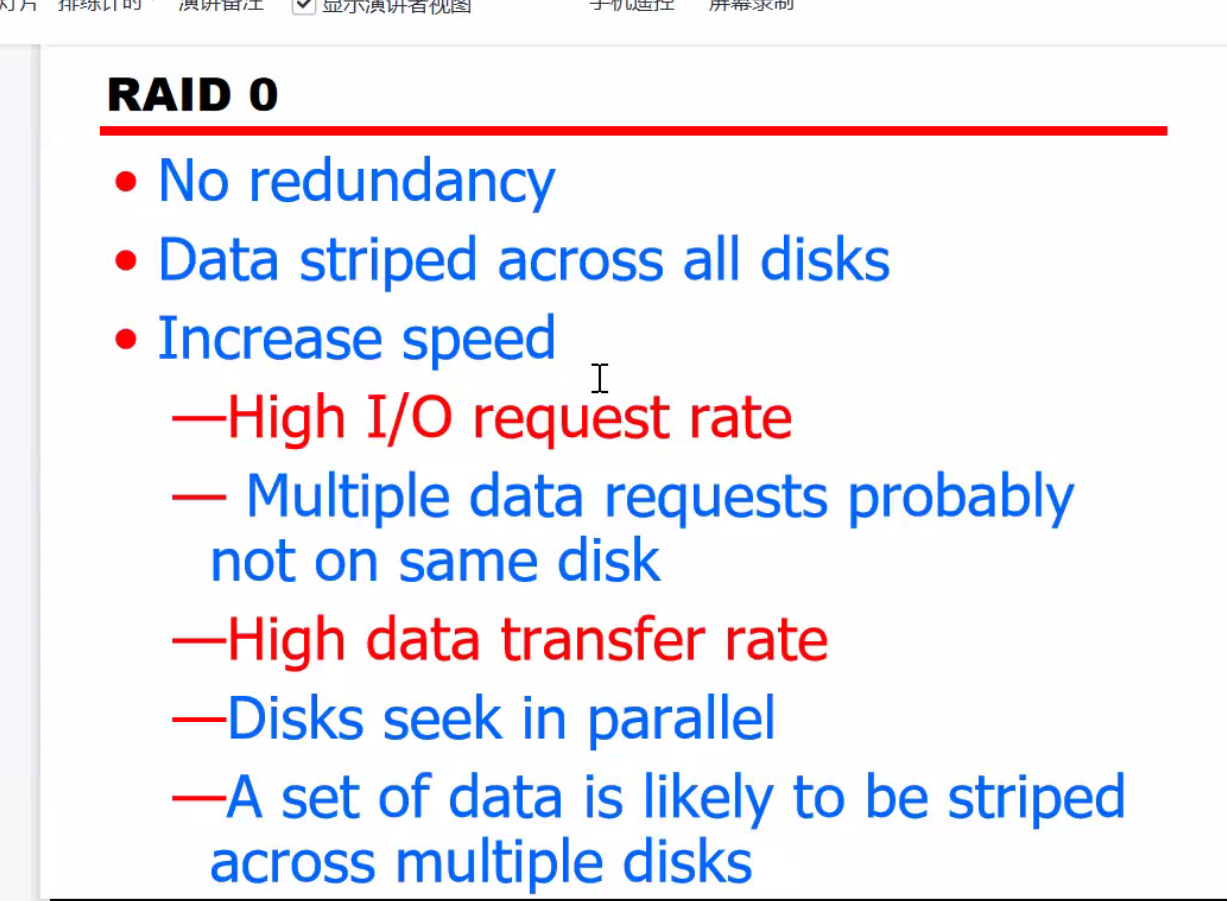 排练计时 演讲备注 显示演讲者视图 手机遥控 屏幕录制
RAID 0
• No redundancy
• Data striped across all disks
• Increase speed
—High I/O request rate
— Multiple data requests probably
not on same disk
—High data transfer rate
—Disks seek in parallel
—A set of data is likely to be striped
across multiple disks